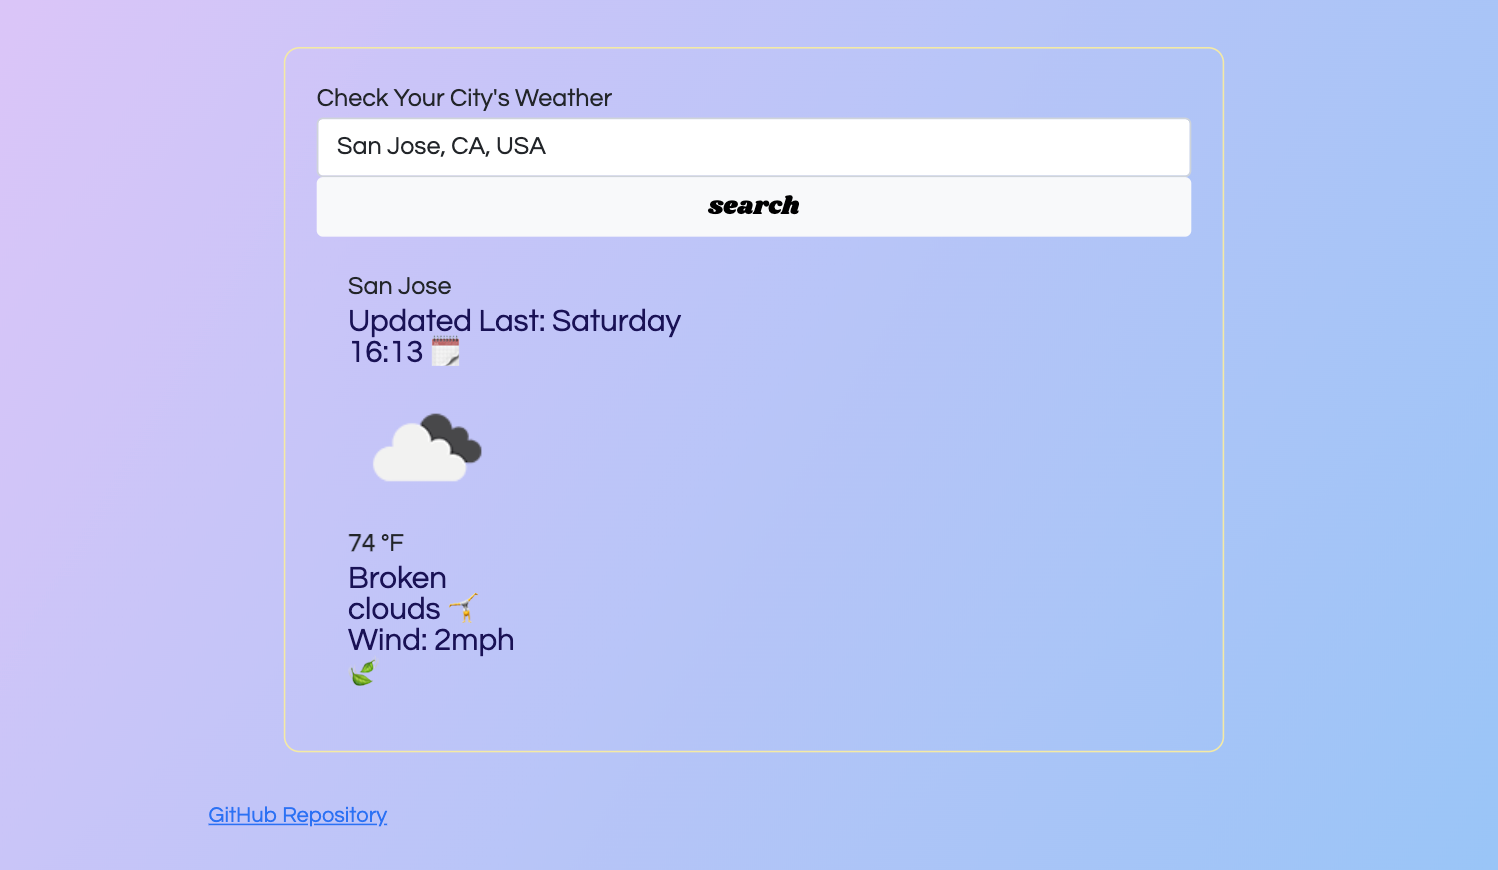 Check Your City's Weather
San Jose, CA, USA
search
San Jose
Updated Last: Saturday
16:13
74 °F
Broken
clouds
Wind: 2mph
GitHub Repository